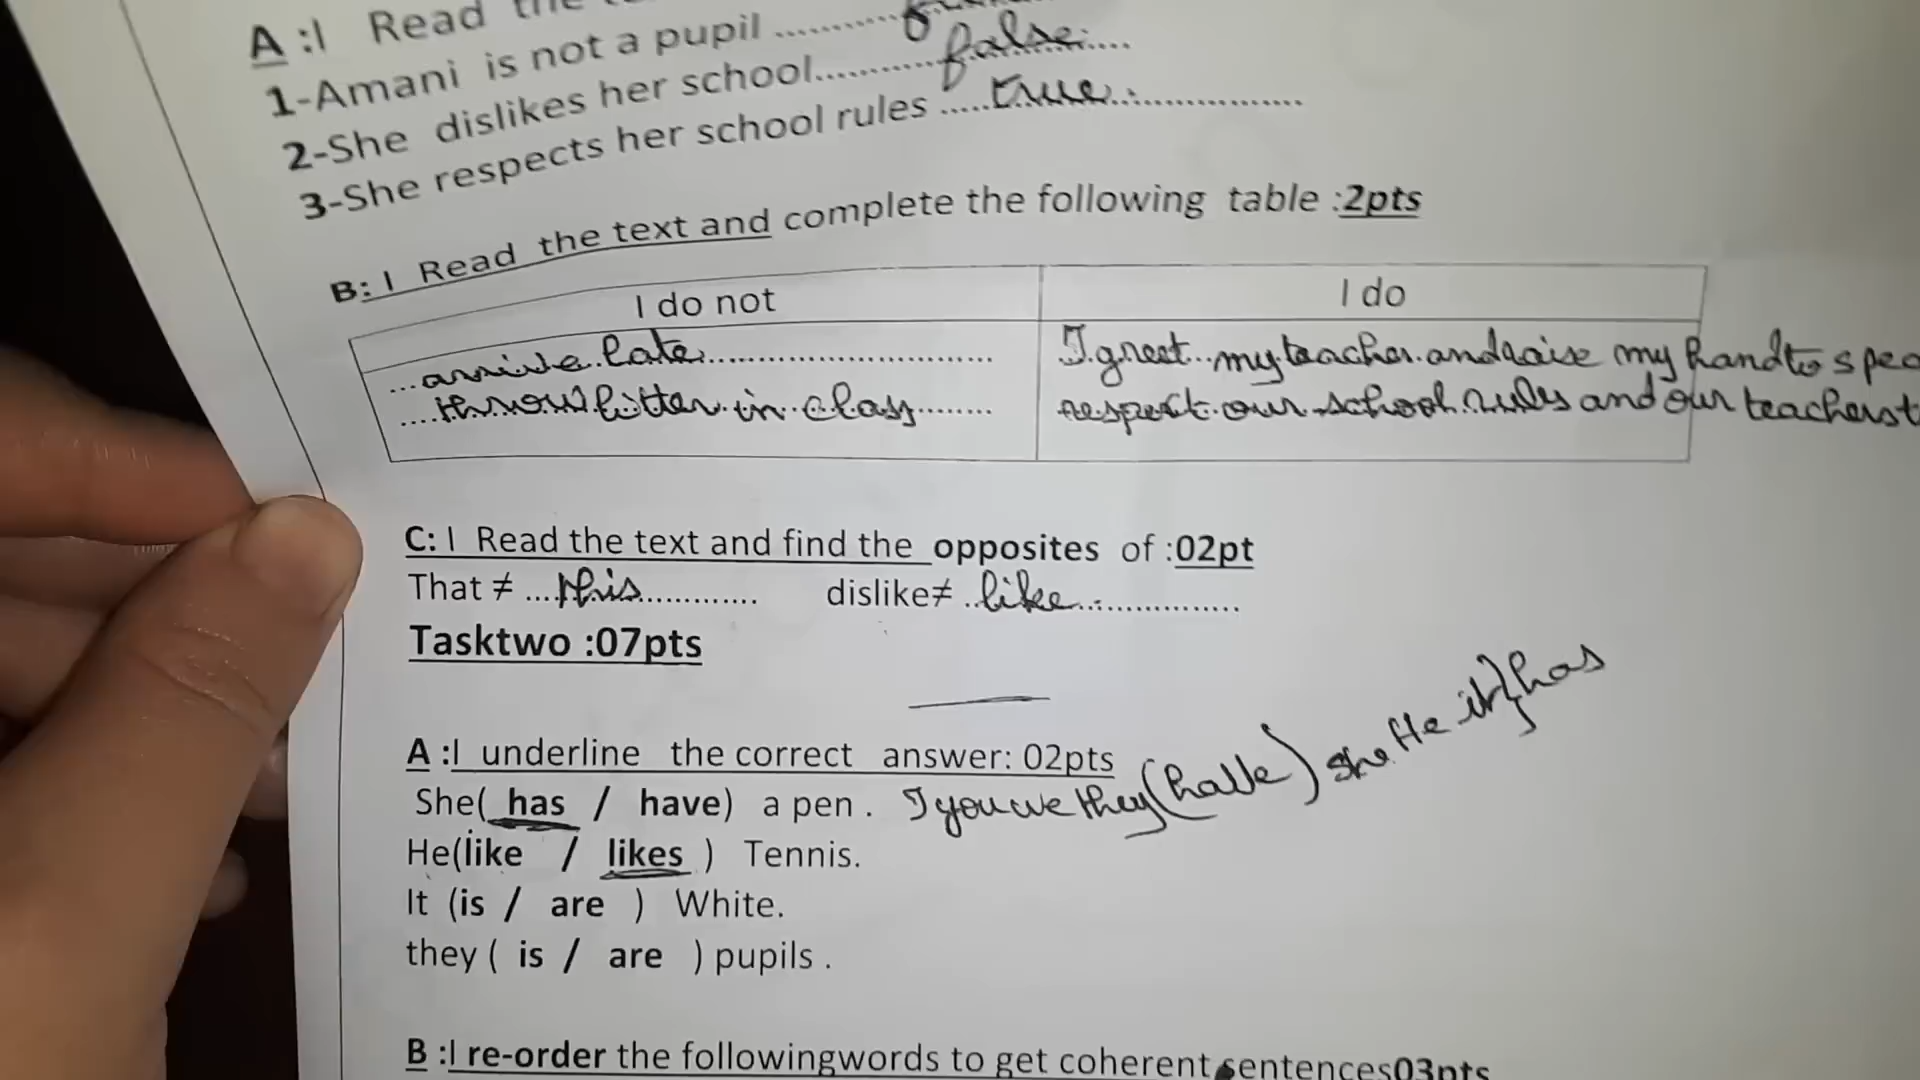 A :I Read the
1-Amani is not a pupil ..........
2-She dislikes her school............false.....
3-She respects her school rules .....true...................
B: I Read the text and complete the following table :2pts
I do not I do
...arrive late.............................. I greet..my teacher.and raise my hand to spea
....throw litter in class........ respect our school rules and our teachers t
C: I Read the text and find the opposites of :02pt
That ≠ ....this............. dislike≠ ..like..................
Tasktwo :07pts
A :I underline the correct answer: 02pts
She( has / have) a pen . I you we they (have) she He it} has
He(like / likes ) Tennis.
It (is / are ) White.
they ( is / are ) pupils .
B :I re-order the followingwords to get coherent sentences03pts